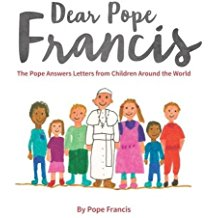 Dear Pope
Francis
The Pope Answers Letters from Children Around the World
By Pope Francis